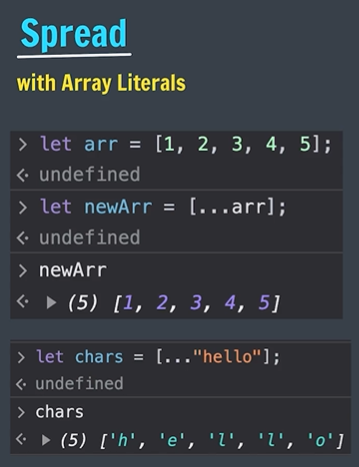 Spread
with Array Literals
> let arr = [1, 2, 3, 4, 5];
<· undefined
> let newArr = [...arr];
<· undefined
> newArr
<· ▶ (5) [1, 2, 3, 4, 5]
> let chars = [..."hello"];
<· undefined
> chars
<· ▶ (5) ['h', 'e', 'l', 'l', 'o']